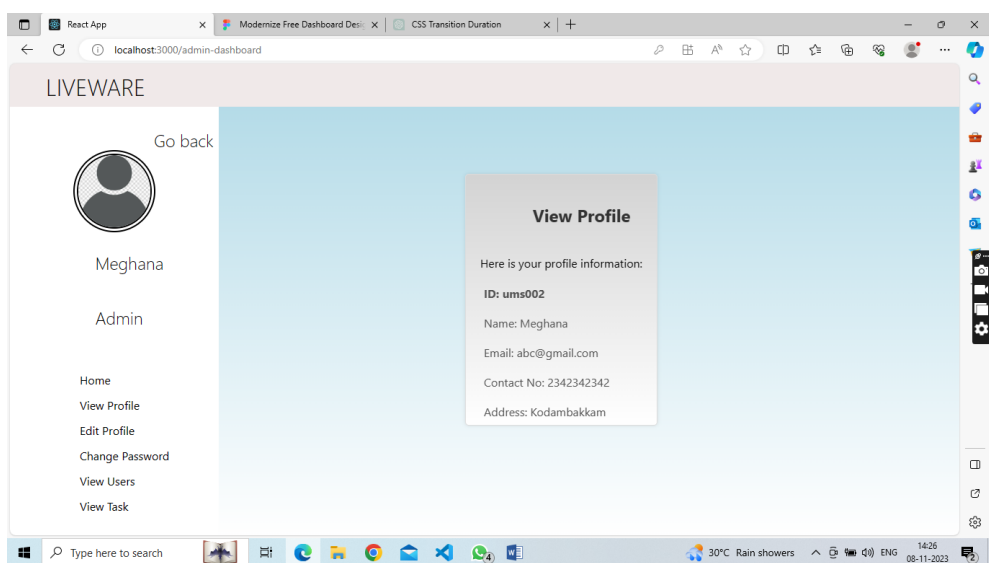 React App
Modernize Free Dashboard Desi
CSS Transition Duration
localhost:3000/admin-dashboard
LIVEWARE
Go back
Meghana
Admin
Home
View Profile
Edit Profile
Change Password
View Users
View Task
View Profile
Here is your profile information:
ID: ums002
Name: Meghana
Email: abc@gmail.com
Contact No: 2342342342
Address: Kodambakkam
Type here to search
30°C Rain showers
ENG
14:26
08-11-2023